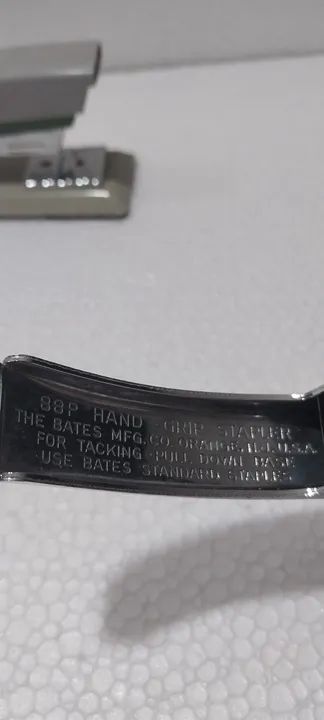 88P HAND-GRIP STAPLER
THE BATES MFG. CO. ORANGE, N.J. U.S.A.
FOR TACKING PULL DOWN BASE
USE BATES STANDARD STAPLES